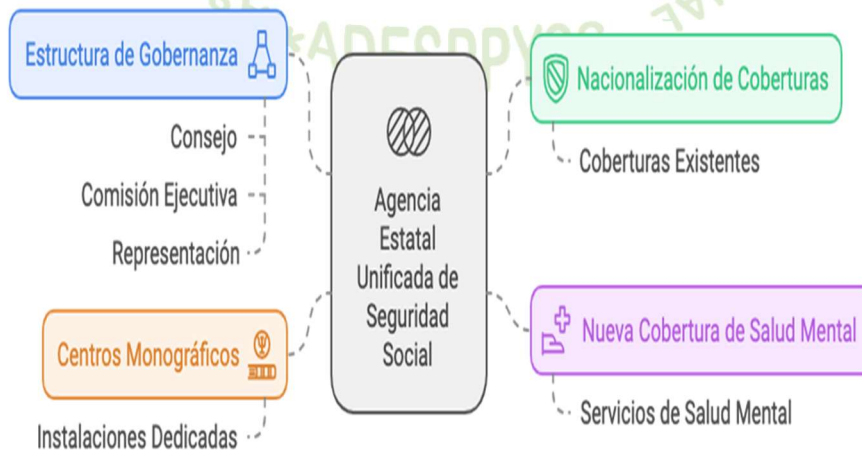 Estructura de Gobernanza
Consejo
Comisión Ejecutiva
Representación
Centros Monográficos
Instalaciones Dedicadas
Agencia
Estatal
Unificada de
Seguridad
Social
Nacionalización de Coberturas
Coberturas Existentes
Nueva Cobertura de Salud Mental
Servicios de Salud Mental